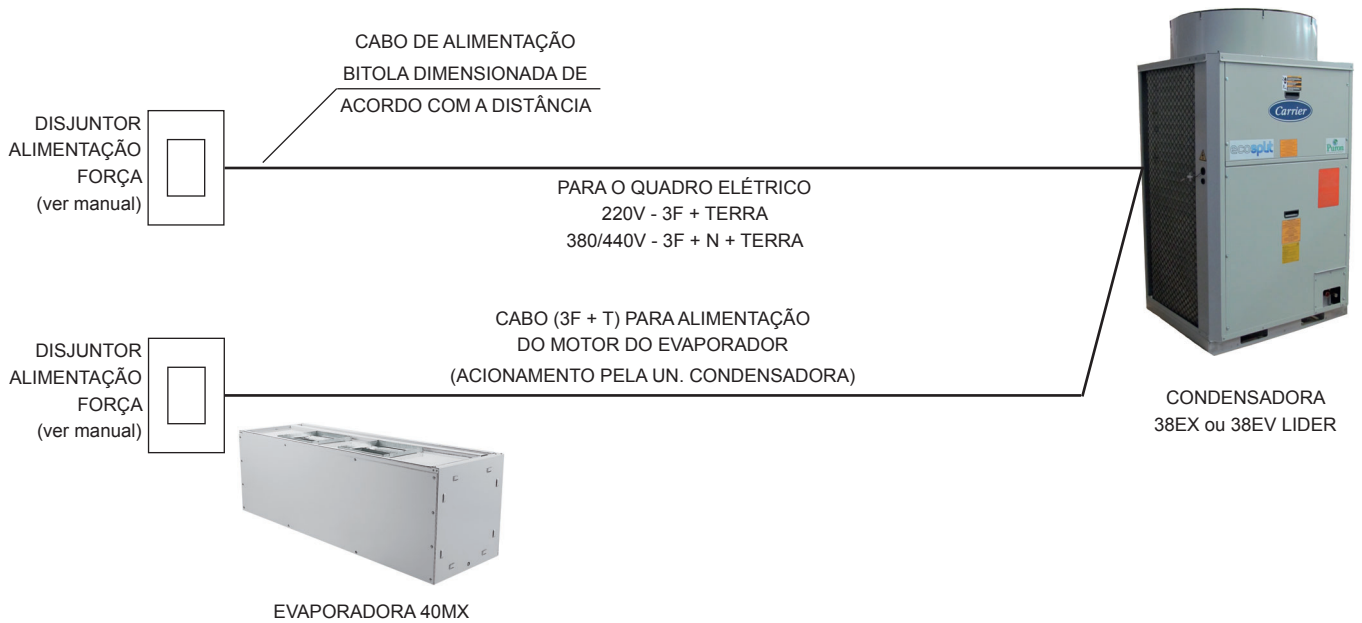 CABO DE ALIMENTAÇÃO
BITOLA DIMENSIONADA DE
ACORDO COM A DISTÂNCIA
DISJUNTOR
ALIMENTAÇÃO
FORÇA
(ver manual)
PARA O QUADRO ELÉTRICO
220V - 3F + TERRA
380/440V - 3F + N + TERRA
Carrier
ecosplit
Puron
CABO (3F + T) PARA ALIMENTAÇÃO
DO MOTOR DO EVAPORADOR
(ACIONAMENTO PELA UN. CONDENSADORA)
DISJUNTOR
ALIMENTAÇÃO
FORÇA
(ver manual)
CONDENSADORA
38EX ou 38EV LIDER
EVAPORADORA 40MX